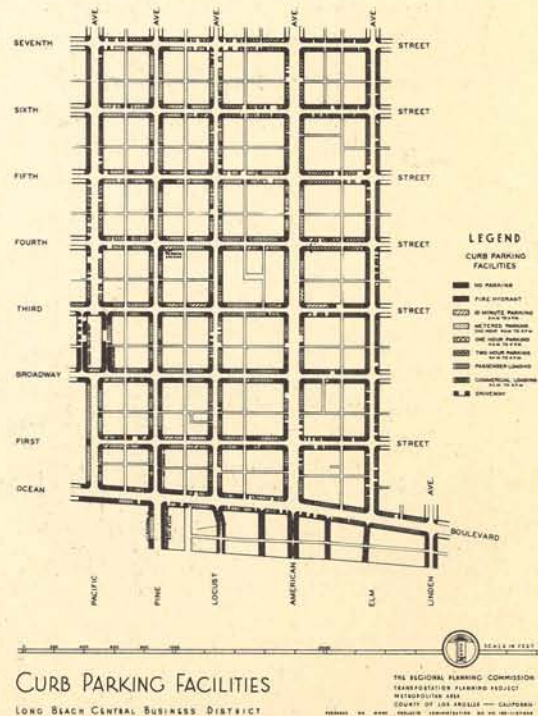 AVE.
AVE.
AVE.
AVE.
AVE.
SEVENTH
STREET
SIXTH
STREET
FIFTH
STREET
FOURTH
STREET
THIRD
STREET
BROADWAY
FIRST
STREET
OCEAN
AVE.
BOULEVARD
LEGEND
CURB PARKING
FACILITIES
NO PARKING
FIRE HYDRANT
METERED PARKING
ONE HOUR PARKING
TWO HOUR PARKING
PASSENGER LOADING
COMMERCIAL LOADING
DRIVEWAY
PACIFIC
PINE
LOCUST
AMERICAN
ELM
LINDEN
SCALE IN FEET
CURB PARKING FACILITIES
LONG BEACH CENTRAL BUSINESS DISTRICT
THE REGIONAL PLANNING COMMISSION
TRANSPORTATION PLANNING PROJECT
METROPOLITAN AREA
COUNTY OF LOS ANGELES — CALIFORNIA